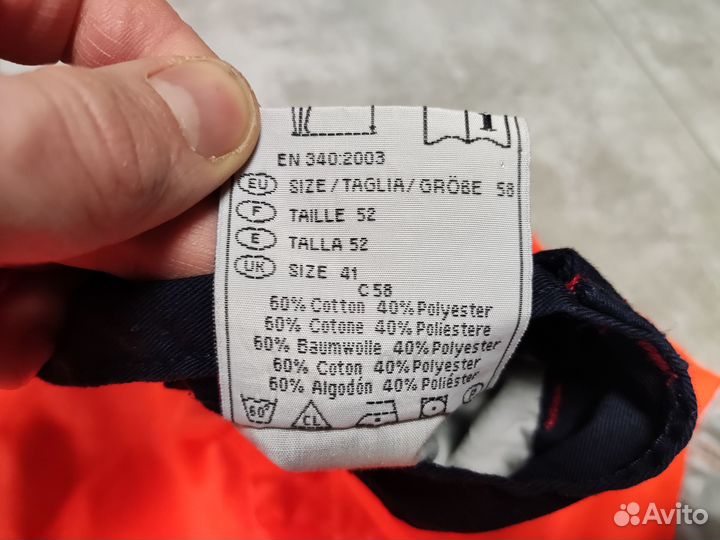 i
EN 340:2003
EU SIZE/TAGLIA/GRÖBE 58
F TAILLE 52
E TALLA 52
UK SIZE 41
C 58
60% Cotton 40% Polyester
60% Cotone 40% Poliestere
60% Baumwolle 40% Polyester
60% Coton 40% Polyester
60% Algodón 40% Poliéster
60 CL P
Avito